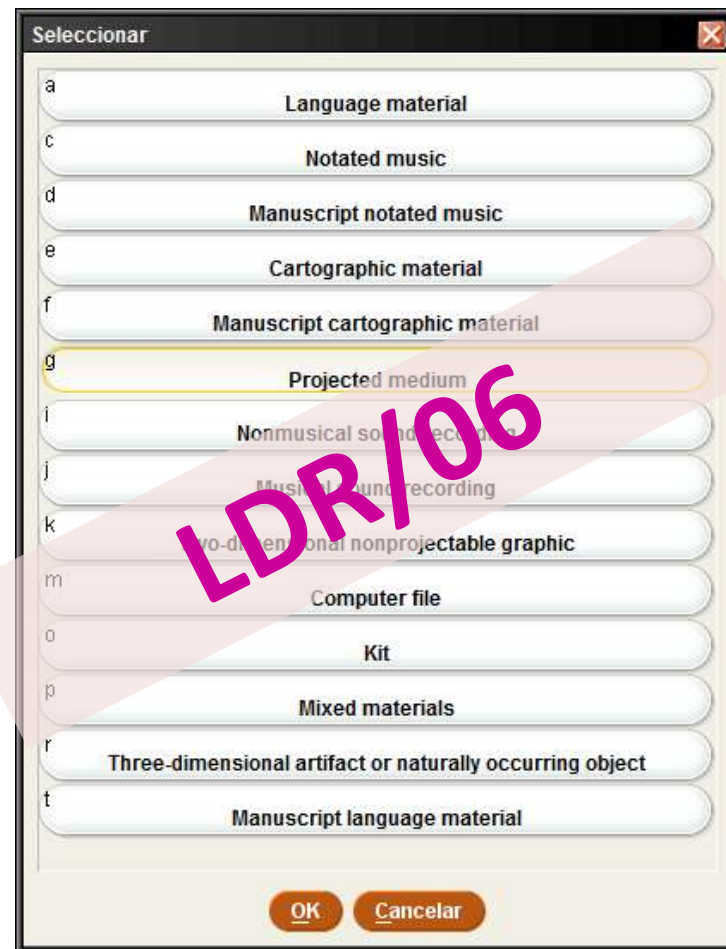 Seleccionar
a
Language material
c
Notated music
d
Manuscript notated music
e
Cartographic material
f
Manuscript cartographic material
g
Projected medium
i
Nonmusical sound recording
j
Musical sound recording
k
nonprojectable graphic
m
Computer file
o
Kit
p
Mixed materials
r
Three-dimensional artifact or naturally occurring object
t
Manuscript language material
OK Cancelar
LDR/06